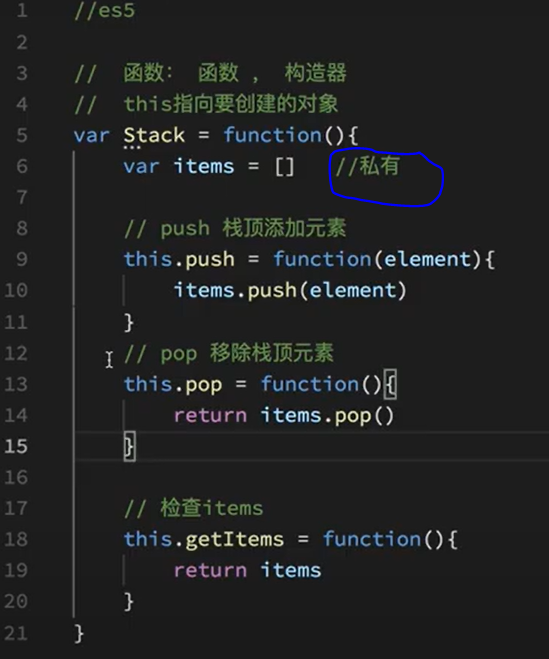 1 //es5
2
3 // 函数： 函数 ， 构造器
4 // this指向要创建的对象
5 var Stack = function(){
6 var items = [] //私有
7
8 // push 栈顶添加元素
9 this.push = function(element){
10 items.push(element)
11 }
12 // pop 移除栈顶元素
13 this.pop = function(){
14 return items.pop()
15 }
16
17 // 检查items
18 this.getItems = function(){
19 return items
20 }
21 }